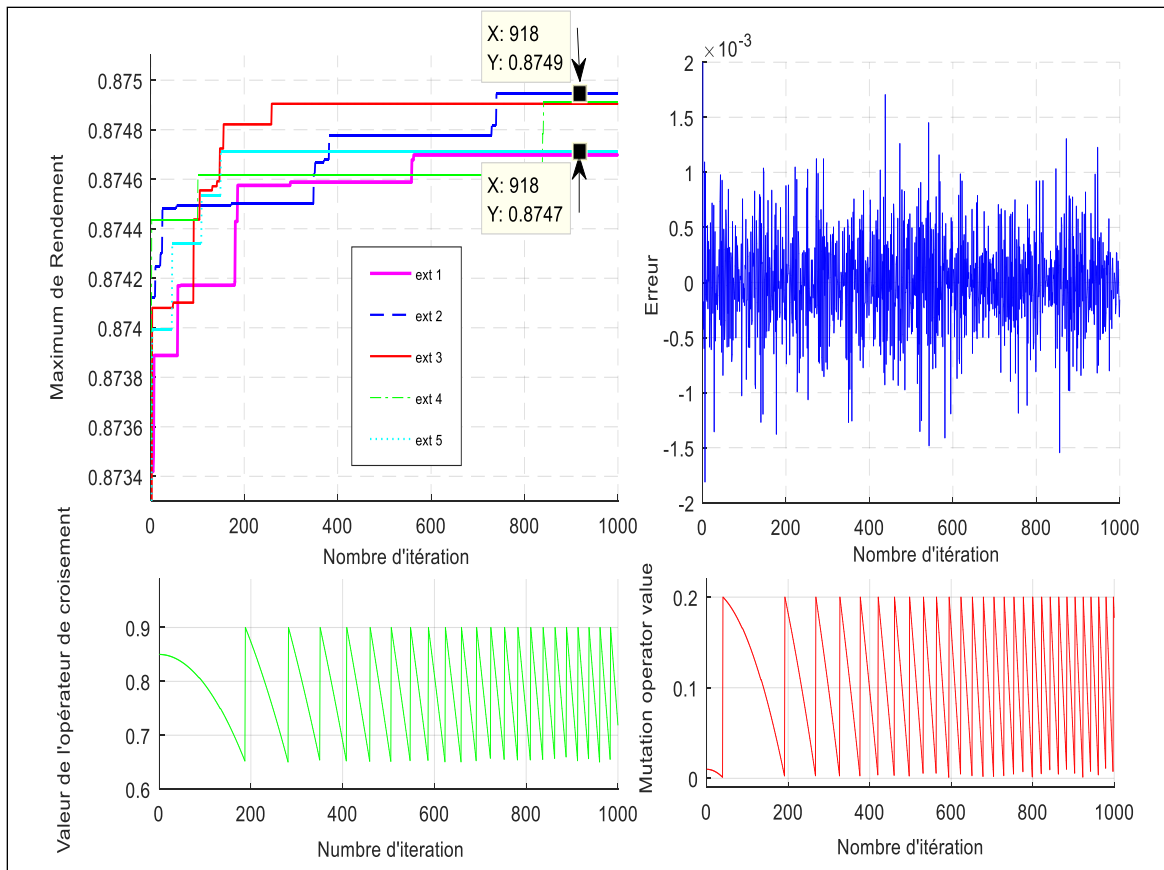 X: 918
Y: 0.8749
X: 918
Y: 0.8747
Maximum de Rendement
0.875
0.8748
0.8746
0.8744
0.8742
0.874
0.8738
0.8736
0.8734
ext 1
ext 2
ext 3
ext 4
ext 5
0 200 400 600 800 1000
Nombre d'itération
×10-3
Erreur
2
1.5
1
0.5
0
-0.5
-1
-1.5
-2
0 200 400 600 800 1000
Nombre d'itération
Valeur de l'opérateur de croisement
0.9
0.8
0.7
0.6
0 200 400 600 800 1000
Numbre d'iteration
Mutation operator value
0.2
0.1
0
0 200 400 600 800 1000
Nombre d'itération